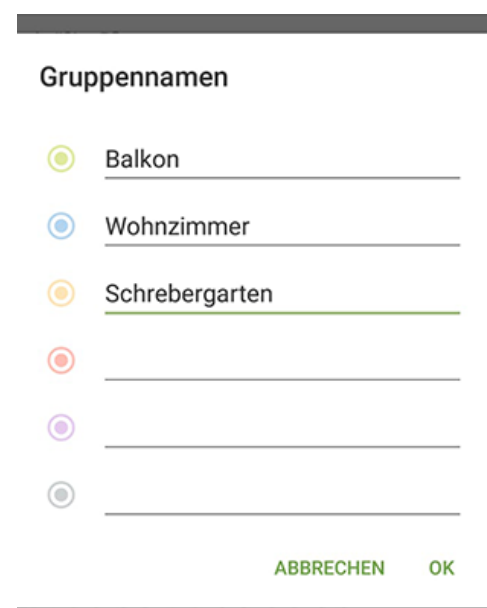 Gruppennamen
Balkon
Wohnzimmer
Schrebergarten
ABBRECHEN OK